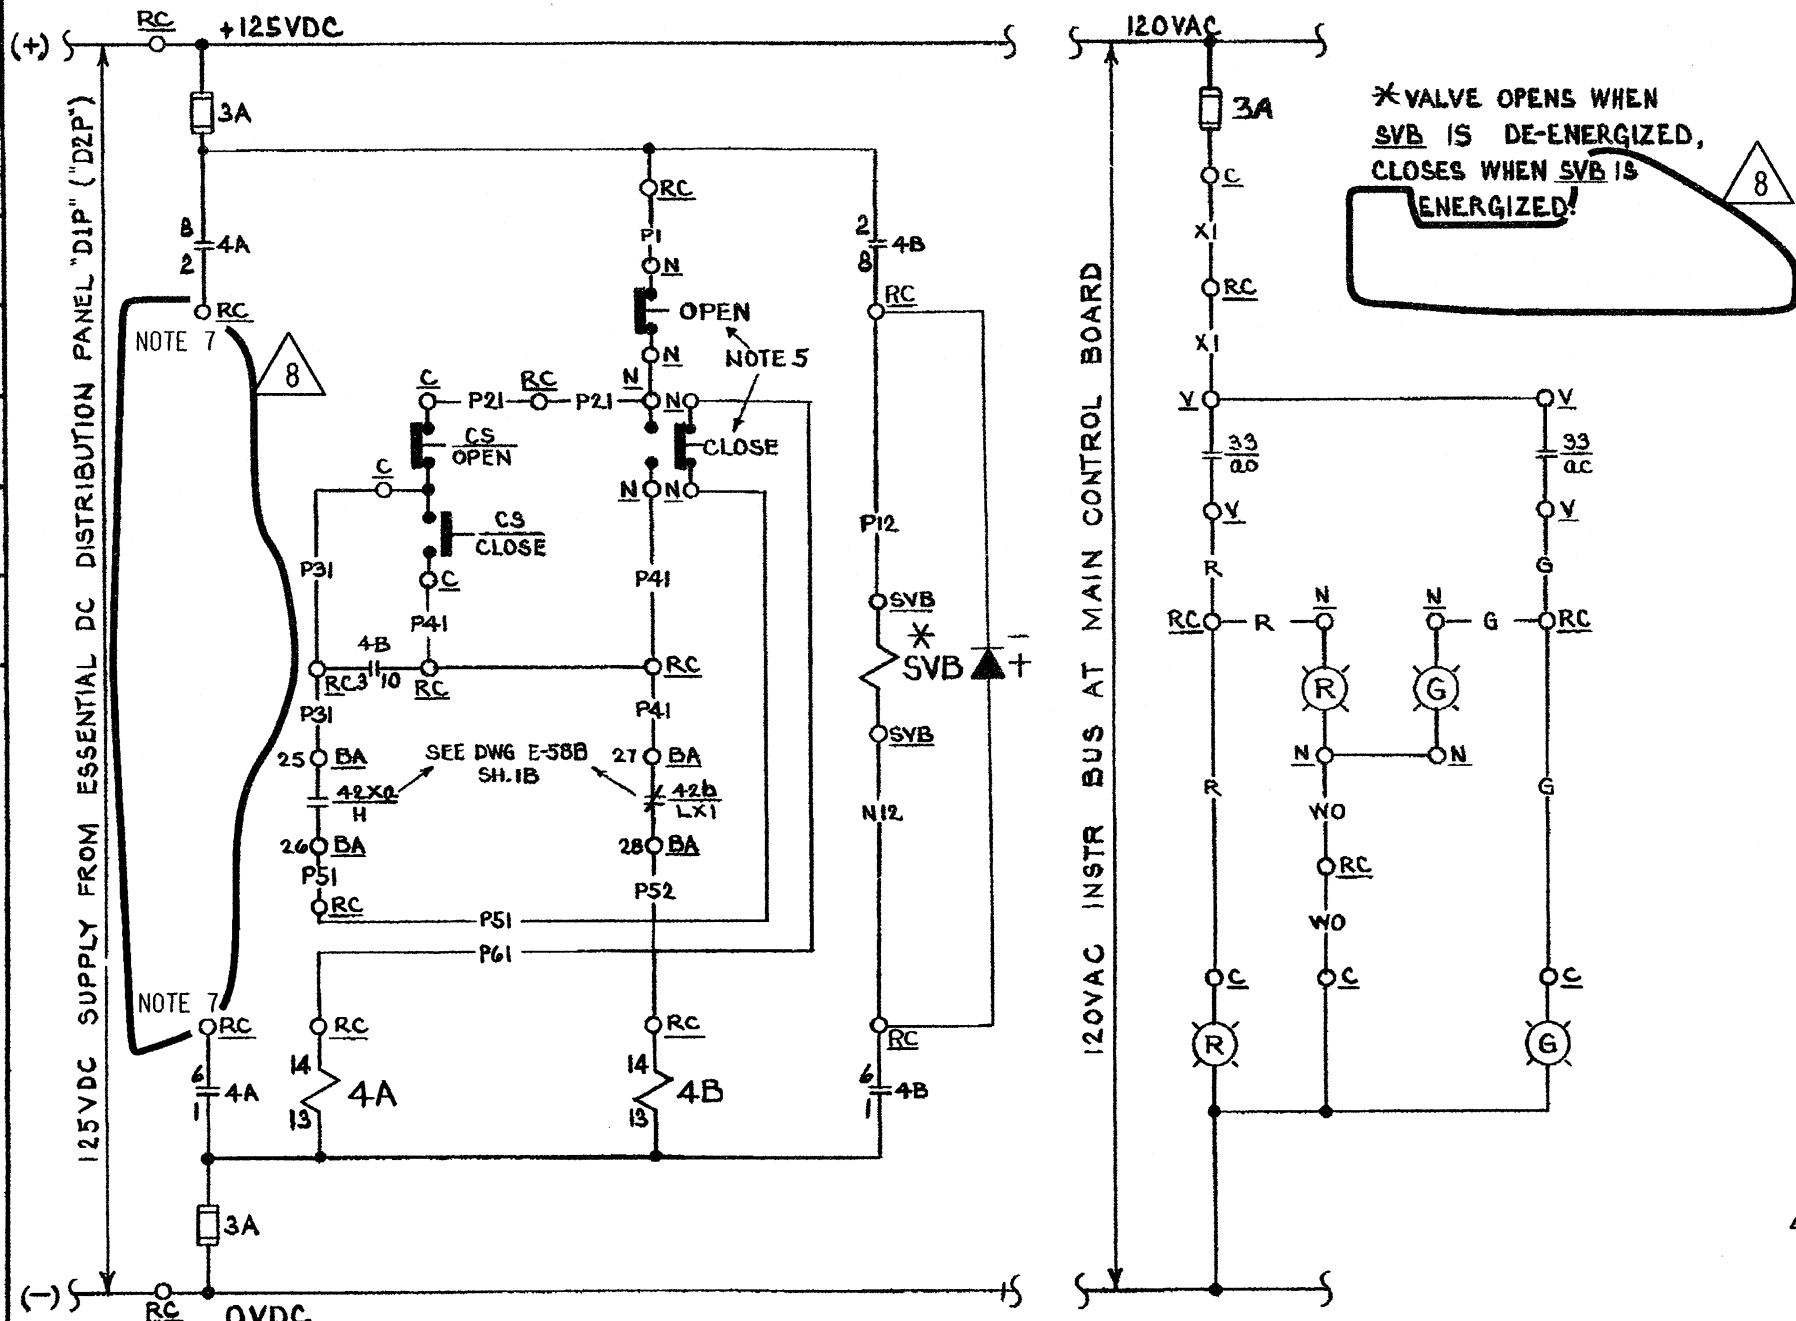 RC
(+)
+125VDC
120VAC
3A
3A
*VALVE OPENS WHEN
SVB IS DE-ENERGIZED,
CLOSES WHEN SVB IS
ENERGIZED.
8
125VDC SUPPLY FROM ESSENTIAL DC DISTRIBUTION PANEL "D1P" ("D2P")
120VAC INSTR BUS AT MAIN CONTROL BOARD
8
4A
2
RC
NOTE 7
8
RC
P1
N
OPEN
N
NOTE 5
2
4B
8
RC
C
P21
RC
P21
N
N
CLOSE
CS
OPEN
C
N
N
CS
CLOSE
C
P31
P41
P41
P12
SVB
*
SVB
-
+
4B
RC
3
10
RC
RC
P31
P41
25
BA
SEE DWG E-58B
SH.1B
27
BA
42Xa
H
42b
LX1
26
BA
28
BA
P51
P52
RC
P51
P61
SVB
N12
NOTE 7
RC
RC
RC
RC
6
4A
1
14
4A
13
14
4B
13
6
4B
1
3A
(-)
RC
0VDC
C
X1
RC
X1
V
V
33
ao
33
ac
V
V
R
G
RC
R
N
N
G
RC
R
G
N
N
R
WO
G
RC
WO
C
C
C
R
G